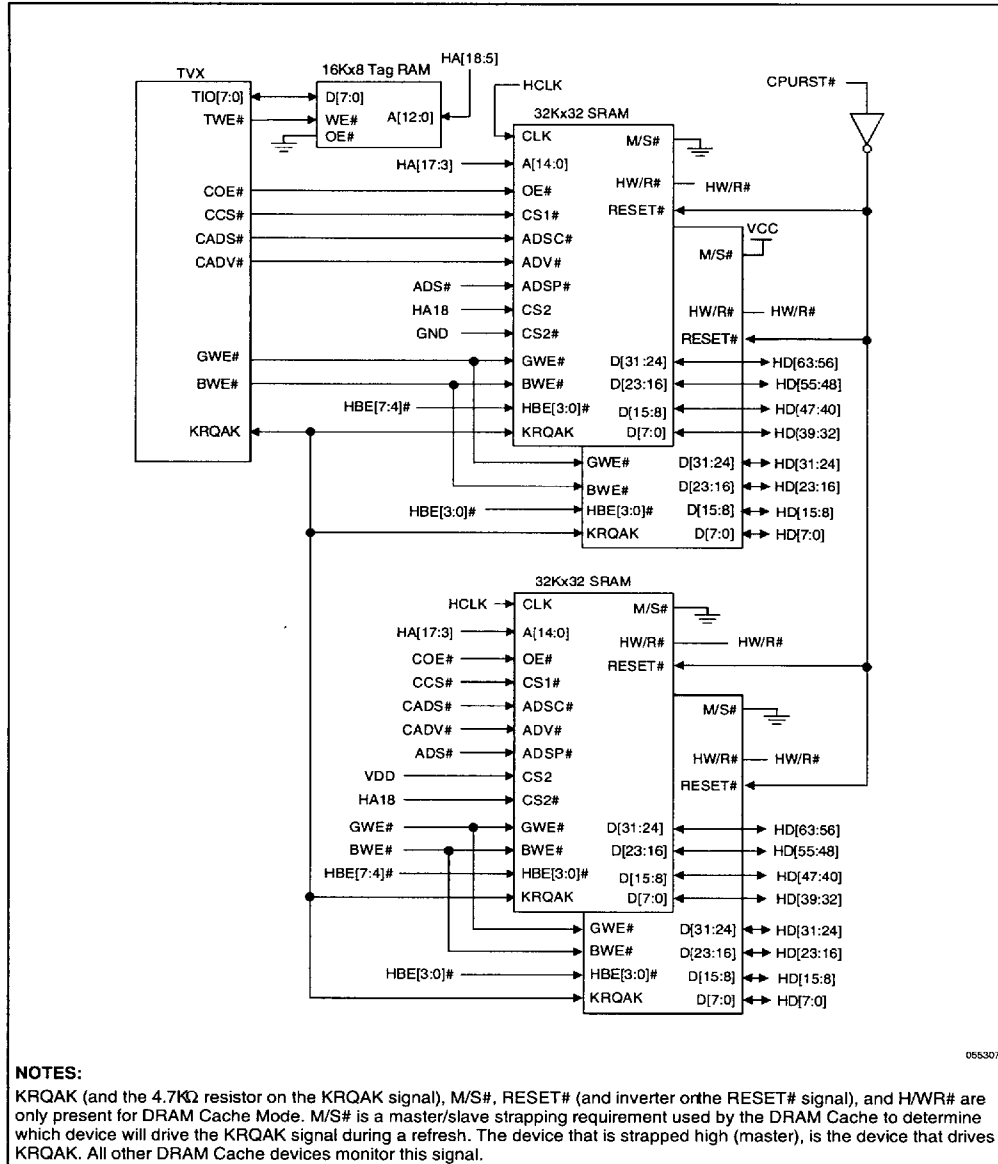 HA[18:5]
TVX
16Kx8 Tag RAM
TIO[7:0]
D[7:0]
A[12:0]
TWE#
WE#
OE#
HCLK
CPURST#
32Kx32 SRAM
CLK
M/S#
HA[17:3]
A[14:0]
HW/R#
HW/R#
COE#
OE#
RESET#
CCS#
CS1#
CADS#
ADSC#
VCC
M/S#
CADV#
ADV#
ADS#
ADSP#
HA18
CS2
HW/R#
HW/R#
GND
CS2#
RESET#
GWE#
GWE#
D[31:24]
HD[63:56]
BWE#
BWE#
D[23:16]
HD[55:48]
HBE[7:4]#
HBE[3:0]#
D[15:8]
HD[47:40]
KRQAK
KRQAK
D[7:0]
HD[39:32]
GWE#
D[31:24]
HD[31:24]
BWE#
D[23:16]
HD[23:16]
HBE[3:0]#
HBE[3:0]#
D[15:8]
HD[15:8]
KRQAK
D[7:0]
HD[7:0]
32Kx32 SRAM
HCLK
CLK
M/S#
HA[17:3]
A[14:0]
HW/R#
HW/R#
COE#
OE#
RESET#
CCS#
CS1#
CADS#
ADSC#
M/S#
CADV#
ADV#
ADS#
ADSP#
HW/R#
HW/R#
VDD
CS2
RESET#
HA18
CS2#
GWE#
GWE#
D[31:24]
HD[63:56]
BWE#
BWE#
D[23:16]
HD[55:48]
HBE[7:4]#
HBE[3:0]#
D[15:8]
HD[47:40]
KRQAK
D[7:0]
HD[39:32]
GWE#
D[31:24]
HD[31:24]
BWE#
D[23:16]
HD[23:16]
HBE[3:0]#
HBE[3:0]#
D[15:8]
HD[15:8]
KRQAK
D[7:0]
HD[7:0]
055307
NOTES:
KRQAK (and the 4.7KΩ resistor on the KRQAK signal), M/S#, RESET# (and inverter onthe RESET# signal), and H/WR# are
only present for DRAM Cache Mode. M/S# is a master/slave strapping requirement used by the DRAM Cache to determine
which device will drive the KRQAK signal during a refresh. The device that is strapped high (master), is the device that drives
KRQAK. All other DRAM Cache devices monitor this signal.